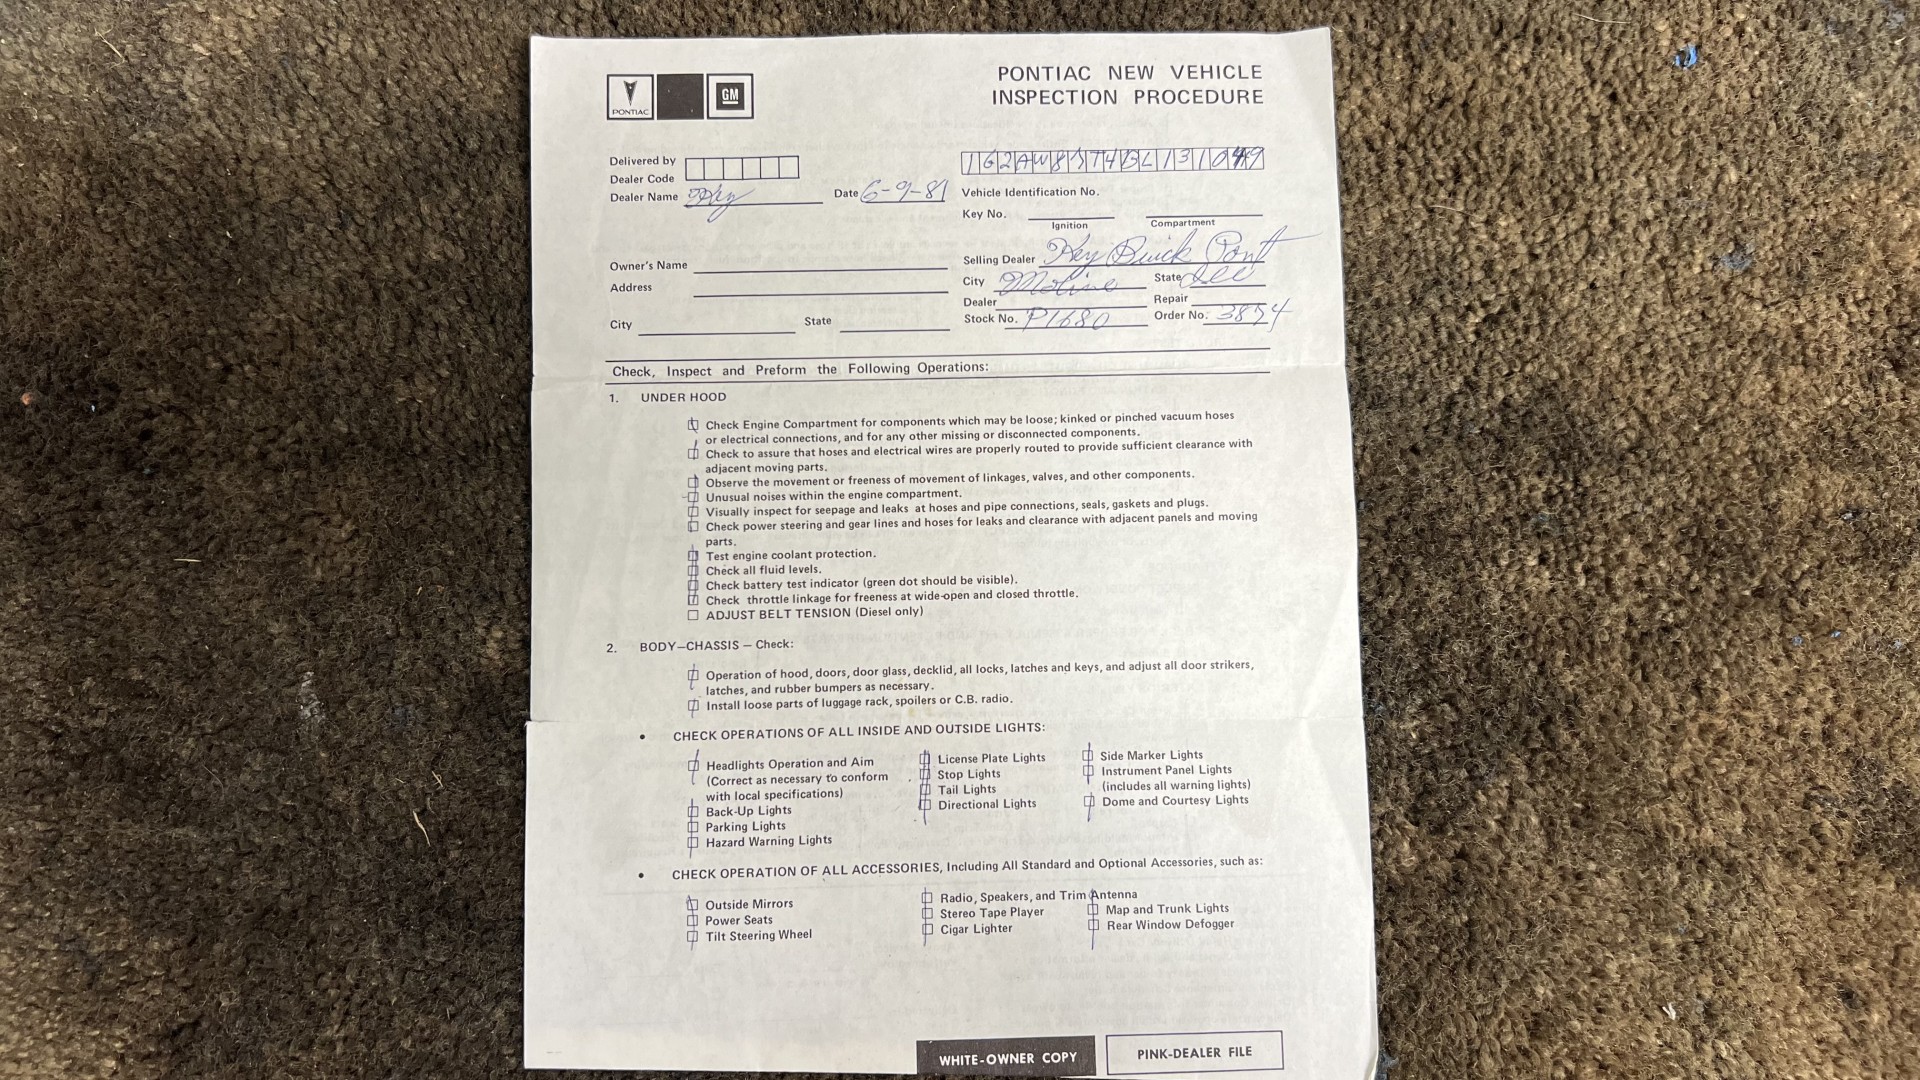 PONTIAC
GM
PONTIAC NEW VEHICLE
INSPECTION PROCEDURE
Delivered by
Dealer Code
Dealer Name Key Date 6-9-81
Vehicle Identification No.
Key No.
Ignition Compartment
Owner's Name
Address
City State
Selling Dealer Key Buick Pont
City Moline State Ill
Dealer Repair
Stock No. P1680 Order No. 3874
Check, Inspect and Preform the Following Operations:
1. UNDER HOOD
Check Engine Compartment for components which may be loose; kinked or pinched vacuum hoses
or electrical connections, and for any other missing or disconnected components.
Check to assure that hoses and electrical wires are properly routed to provide sufficient clearance with
adjacent moving parts.
Observe the movement or freeness of movement of linkages, valves, and other components.
Unusual noises within the engine compartment.
Visually inspect for seepage and leaks at hoses and pipe connections, seals, gaskets and plugs.
Check power steering and gear lines and hoses for leaks and clearance with adjacent panels and moving
parts.
Test engine coolant protection.
Check all fluid levels.
Check battery test indicator (green dot should be visible).
Check throttle linkage for freeness at wide-open and closed throttle.
ADJUST BELT TENSION (Diesel only)
2. BODY–CHASSIS – Check:
Operation of hood, doors, door glass, decklid, all locks, latches and keys, and adjust all door strikers,
latches, and rubber bumpers as necessary.
Install loose parts of luggage rack, spoilers or C.B. radio.
• CHECK OPERATIONS OF ALL INSIDE AND OUTSIDE LIGHTS:
Headlights Operation and Aim
(Correct as necessary to conform
with local specifications)
Back-Up Lights
Parking Lights
Hazard Warning Lights
License Plate Lights
Stop Lights
Tail Lights
Directional Lights
Side Marker Lights
Instrument Panel Lights
(includes all warning lights)
Dome and Courtesy Lights
• CHECK OPERATION OF ALL ACCESSORIES, Including All Standard and Optional Accessories, such as:
Outside Mirrors
Power Seats
Tilt Steering Wheel
Radio, Speakers, and Trim Antenna
Stereo Tape Player
Cigar Lighter
Map and Trunk Lights
Rear Window Defogger
WHITE-OWNER COPY
PINK-DEALER FILE